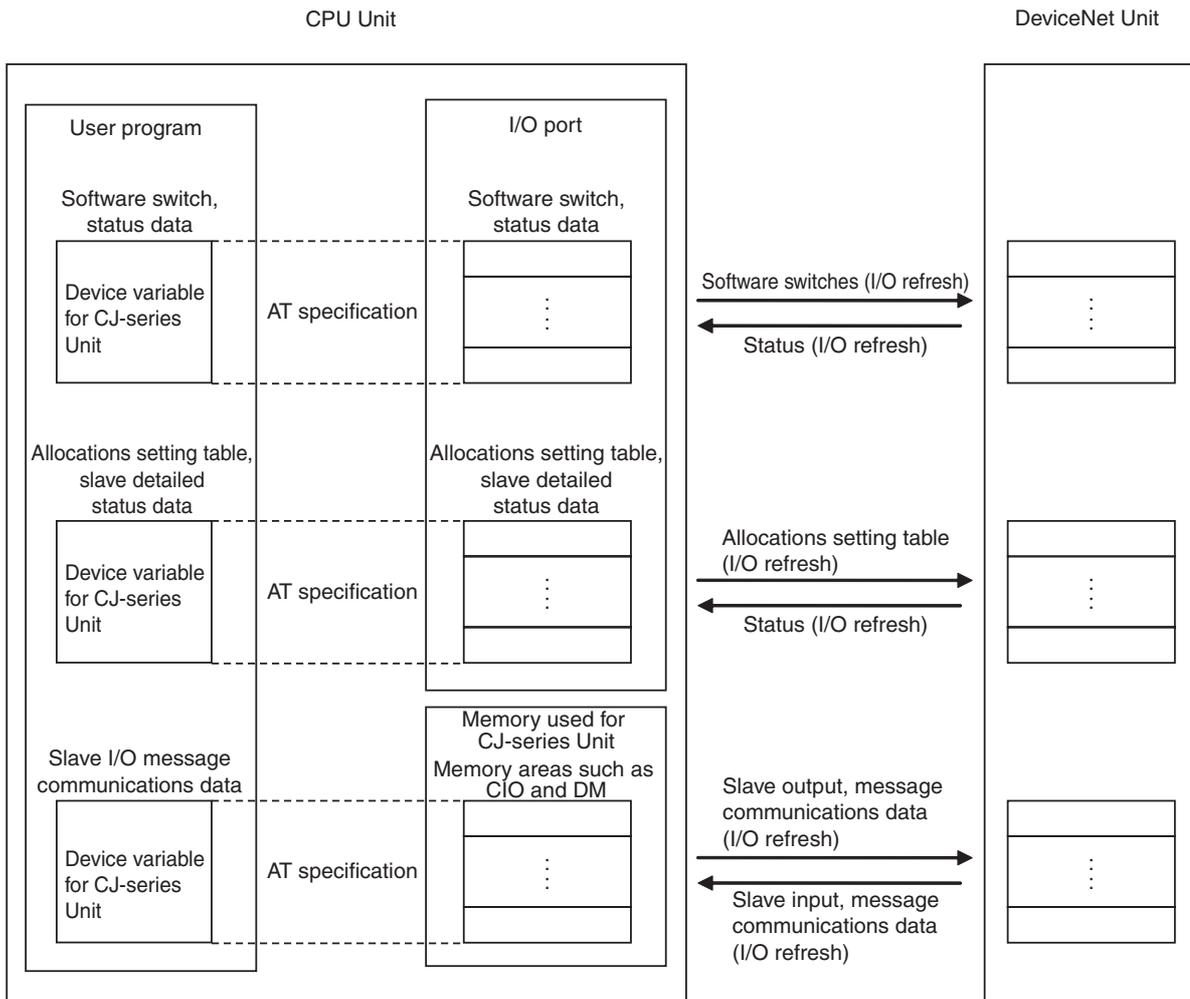 CPU Unit
DeviceNet Unit
User program
I/O port
Software switch,
status data
Software switch,
status data
Device variable
for CJ-series
Unit
AT specification
Software switches (I/O refresh)
Status (I/O refresh)
Allocations setting table,
slave detailed
status data
Allocations setting table,
slave detailed
status data
Device variable
for CJ-series
Unit
AT specification
Allocations setting table
(I/O refresh)
Status (I/O refresh)
Memory used for
CJ-series Unit
Memory areas such as
CIO and DM
Slave I/O message
communications data
Device variable
for CJ-series
Unit
AT specification
Slave output, message
communications data
(I/O refresh)
Slave input, message
communications data
(I/O refresh)